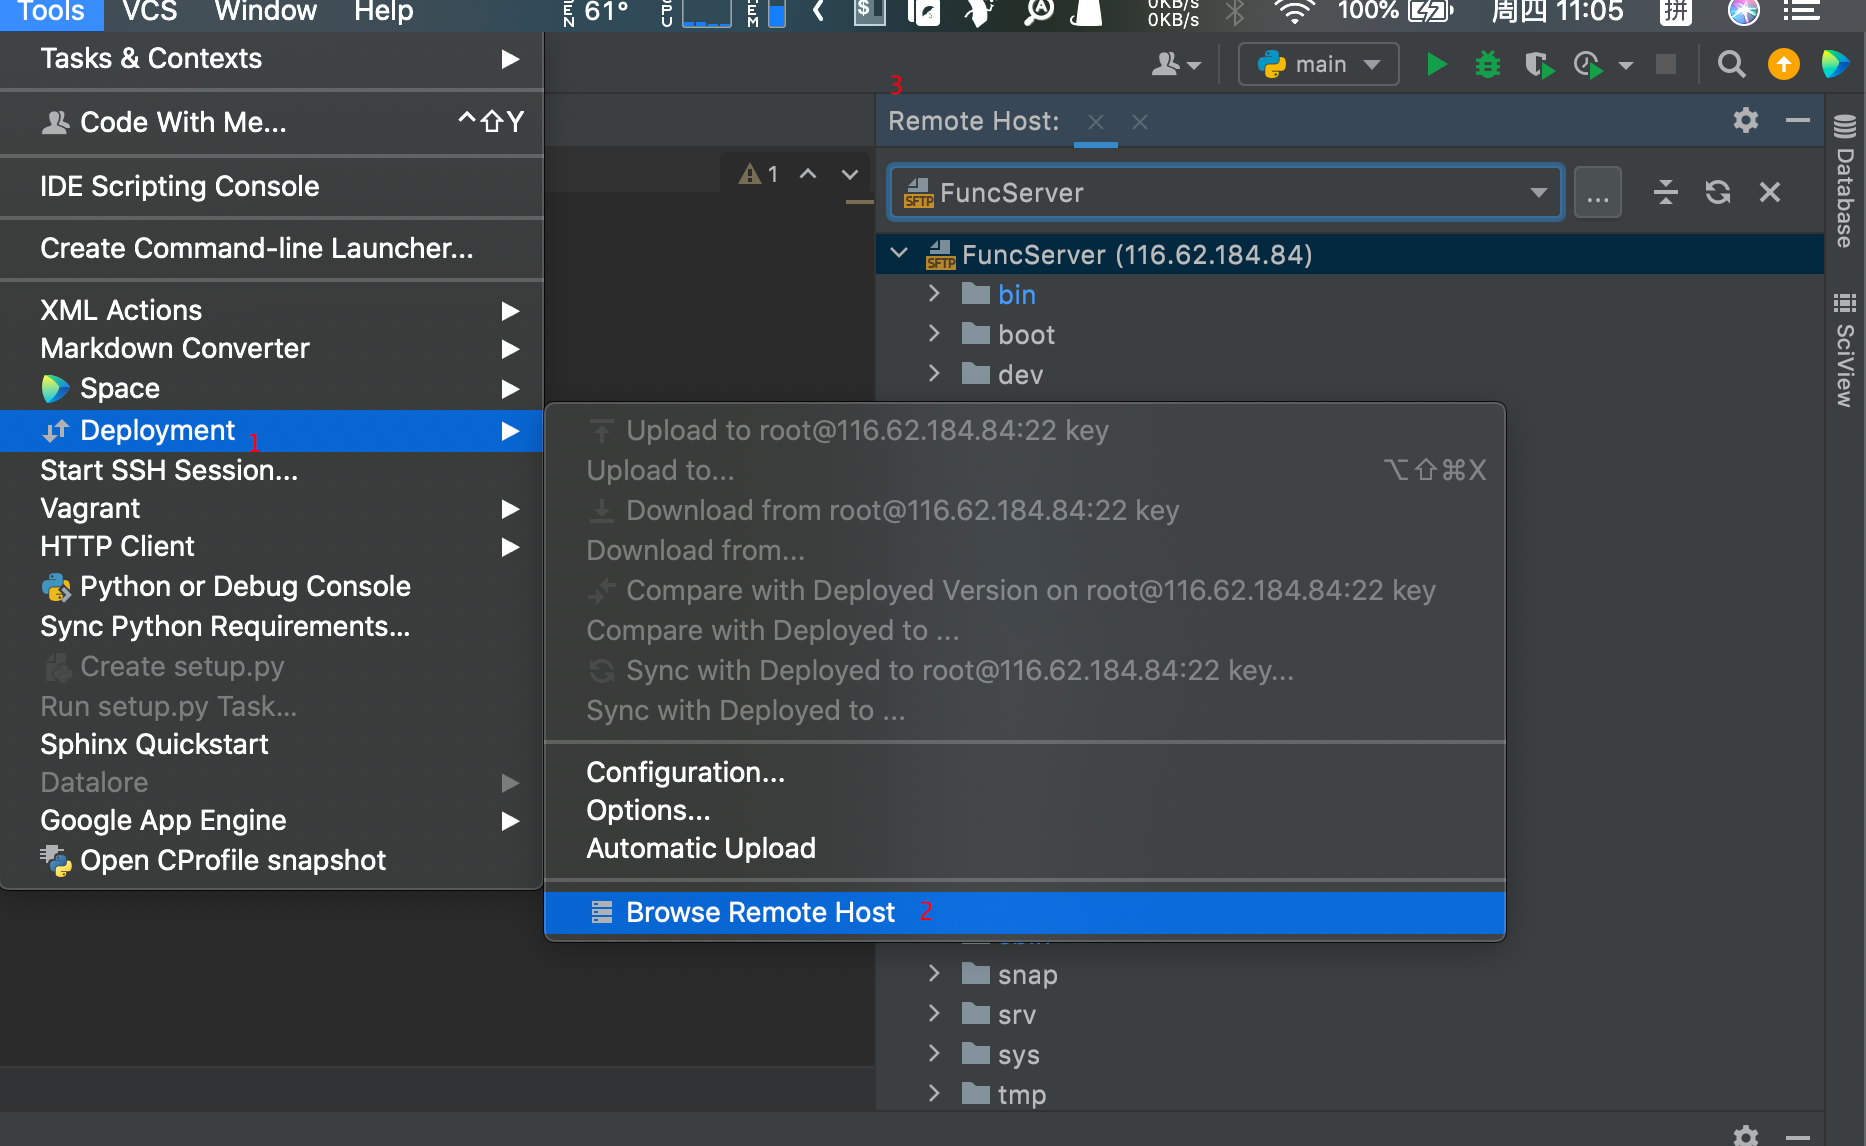 Tools VCS Window Help
EN 61° 0KB/s 0KB/s 100% 周四 11:05 拼
Tasks & Contexts
Code With Me... ^⇧Y
IDE Scripting Console
Create Command-line Launcher...
XML Actions
Markdown Converter
Space
Deployment 1
Start SSH Session...
Vagrant
HTTP Client
Python or Debug Console
Sync Python Requirements...
Create setup.py
Run setup.py Task...
Sphinx Quickstart
Datalore
Google App Engine
Open CProfile snapshot
Upload to root@116.62.184.84:22 key
Upload to... ⌥⇧⌘X
Download from root@116.62.184.84:22 key
Download from...
Compare with Deployed Version on root@116.62.184.84:22 key
Compare with Deployed to ...
Sync with Deployed to root@116.62.184.84:22 key...
Sync with Deployed to ...
Configuration...
Options...
Automatic Upload
Browse Remote Host 2
main
3
1
Remote Host:
SFTP FuncServer ...
SFTP FuncServer (116.62.184.84)
bin
boot
dev
snap
srv
sys
tmp
Database
SciView